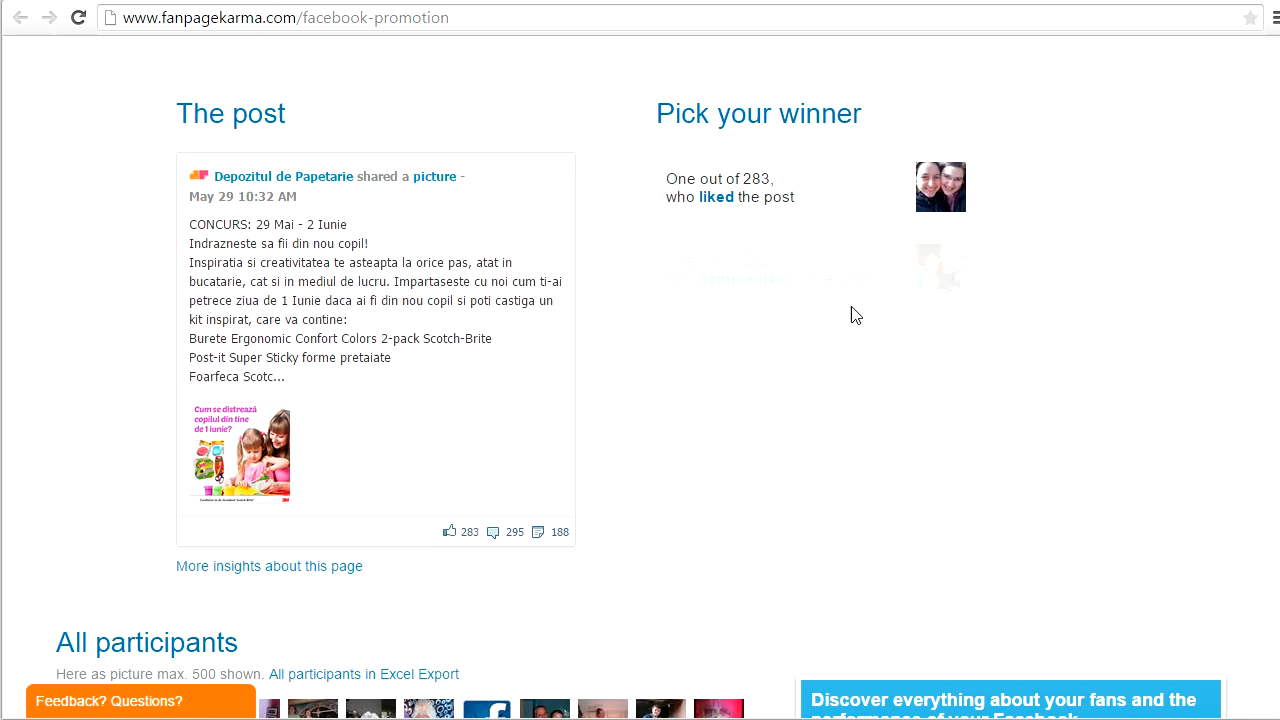 www.fanpagekarma.com/facebook-promotion
The post
Depozitul de Papetarie shared a picture -
May 29 10:32 AM
CONCURS: 29 Mai - 2 Iunie
Indrazneste sa fii din nou copil!
Inspiratia si creativitatea te asteapta la orice pas, atat in
bucatarie, cat si in mediul de lucru. Impartaseste cu noi cum ti-ai
petrece ziua de 1 Iunie daca ai fi din nou copil si poti castiga un
kit inspirat, care va contine:
Burete Ergonomic Confort Colors 2-pack Scotch-Brite
Post-it Super Sticky forme pretaiate
Foarfeca Scotc...
Cum se distrează
copilul din tine
de 1 iunie?
3M
283 295 188
More insights about this page
Pick your winner
One out of 283,
who liked the post
All participants
Here as picture max. 500 shown. All participants in Excel Export
Feedback? Questions?
Discover everything about your fans and the
performance of your Facebook